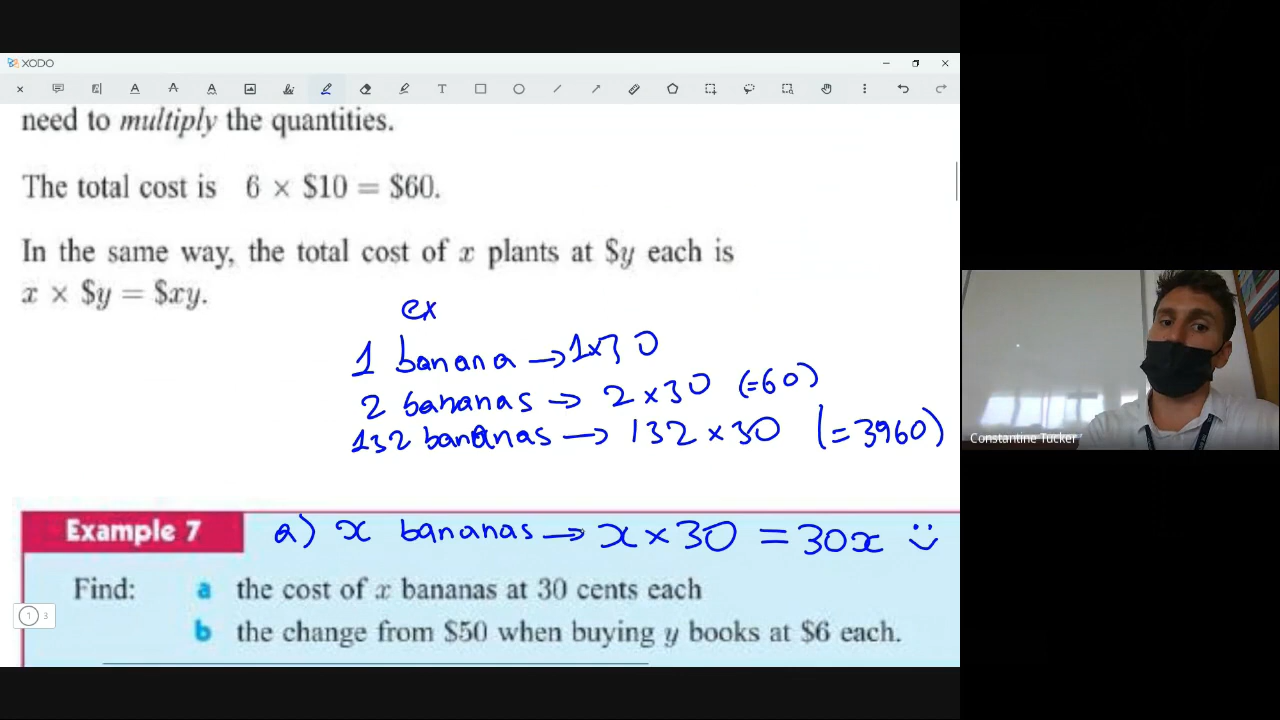 XODO
need to multiply the quantities.
The total cost is 6 × $10 = $60.
In the same way, the total cost of x plants at $y each is
x × $y = $xy.
ex
1 banana → 1×30
2 bananas → 2×30 (=60)
132 bananas → 132×30 (=3960)
Example 7 a) x bananas → x×30 = 30x
Find: a the cost of x bananas at 30 cents each
b the change from $50 when buying y books at $6 each.
1 3
Constantine Tucker